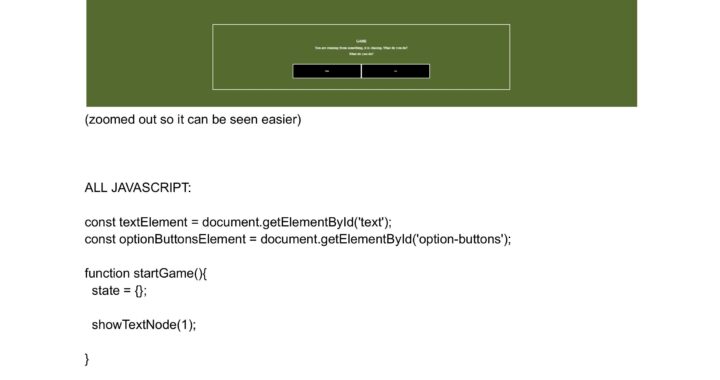 GAME
You are running from something, it is chasing. What do you do?
What do you do?
(zoomed out so it can be seen easier)
ALL JAVASCRIPT:
const textElement = document.getElementById('text');
const optionButtonsElement = document.getElementById('option-buttons');
function startGame(){
state = {};
showTextNode(1);
}